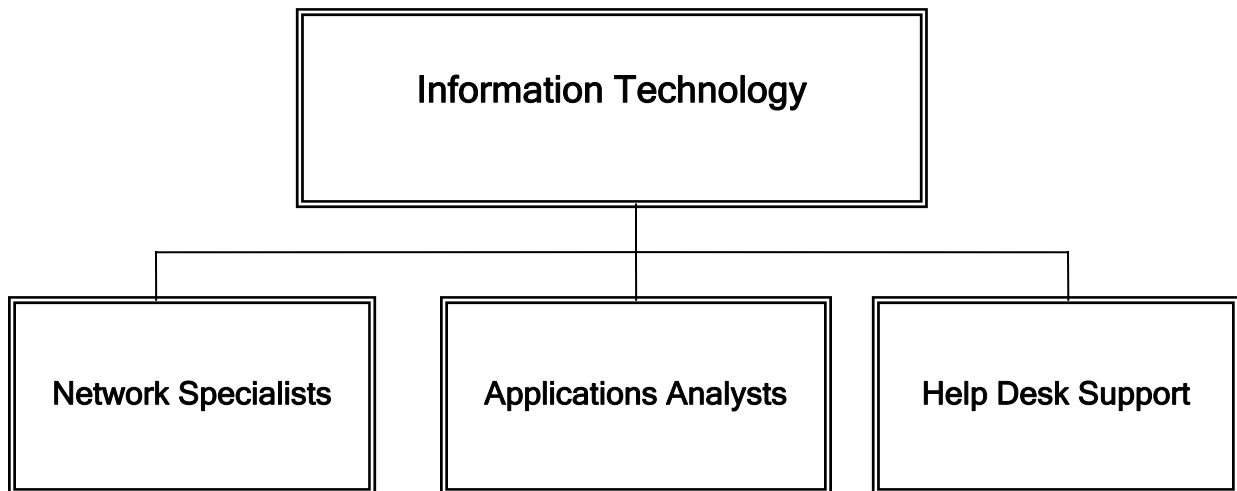 Information Technology
Network Specialists
Applications Analysts
Help Desk Support